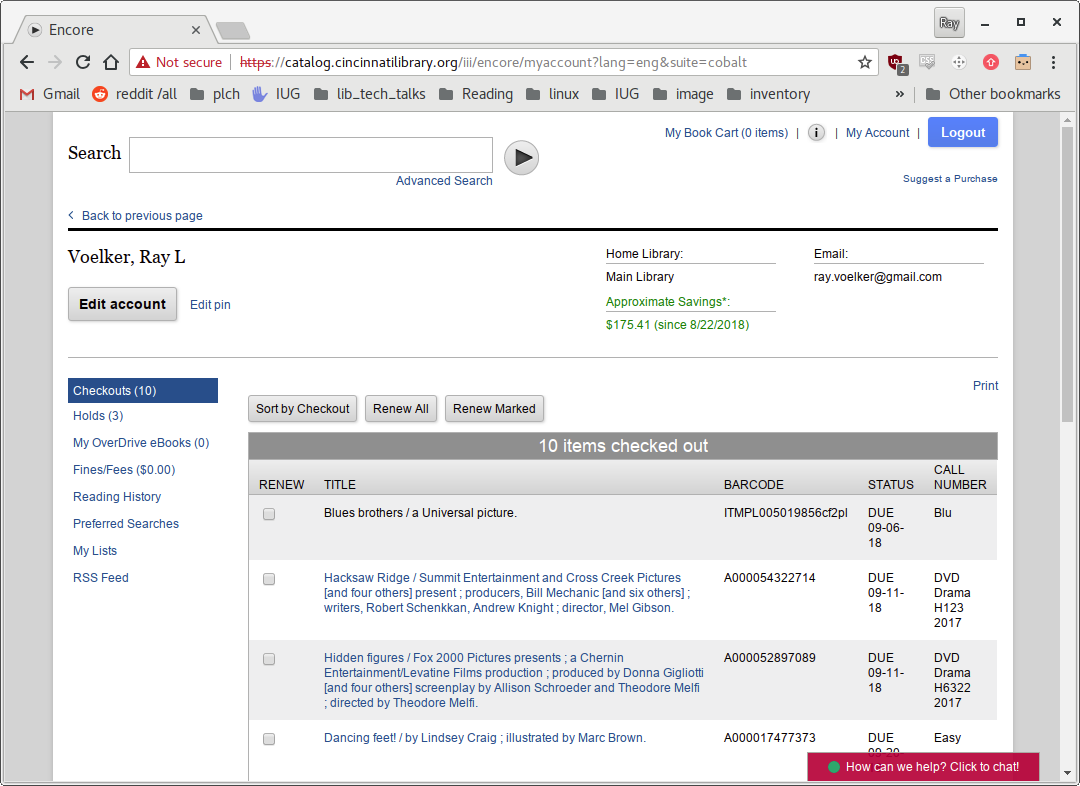 Encore
Ray
Not secure https://catalog.cincinnatilibrary.org/iii/encore/myaccount?lang=eng&suite=cobalt
2
CSS
Gmail reddit /all plch IUG lib_tech_talks Reading linux IUG image inventory » Other bookmarks
My Book Cart (0 items) | i | My Account | Logout
Search
Advanced Search
Suggest a Purchase
< Back to previous page
Voelker, Ray L
Home Library:
Main Library
Approximate Savings*:
$175.41 (since 8/22/2018)
Email:
ray.voelker@gmail.com
Edit account Edit pin
Checkouts (10)
Holds (3)
My OverDrive eBooks (0)
Fines/Fees ($0.00)
Reading History
Preferred Searches
My Lists
RSS Feed
Print
Sort by Checkout Renew All Renew Marked
10 items checked out
RENEW TITLE BARCODE STATUS CALL
NUMBER
Blues brothers / a Universal picture. ITMPL005019856cf2pl DUE Blu
09-06-
18
Hacksaw Ridge / Summit Entertainment and Cross Creek Pictures A000054322714 DUE DVD
[and four others] present ; producers, Bill Mechanic [and six others] ; 09-11- Drama
writers, Robert Schenkkan, Andrew Knight ; director, Mel Gibson. 18 H123
2017
Hidden figures / Fox 2000 Pictures presents ; a Chernin A000052897089 DUE DVD
Entertainment/Levatine Films production ; produced by Donna Gigliotti 09-11- Drama
[and four others] screenplay by Allison Schroeder and Theodore Melfi 18 H6322
; directed by Theodore Melfi. 2017
Dancing feet! / by Lindsey Craig ; illustrated by Marc Brown. A000017477373 DUE Easy
How can we help? Click to chat!